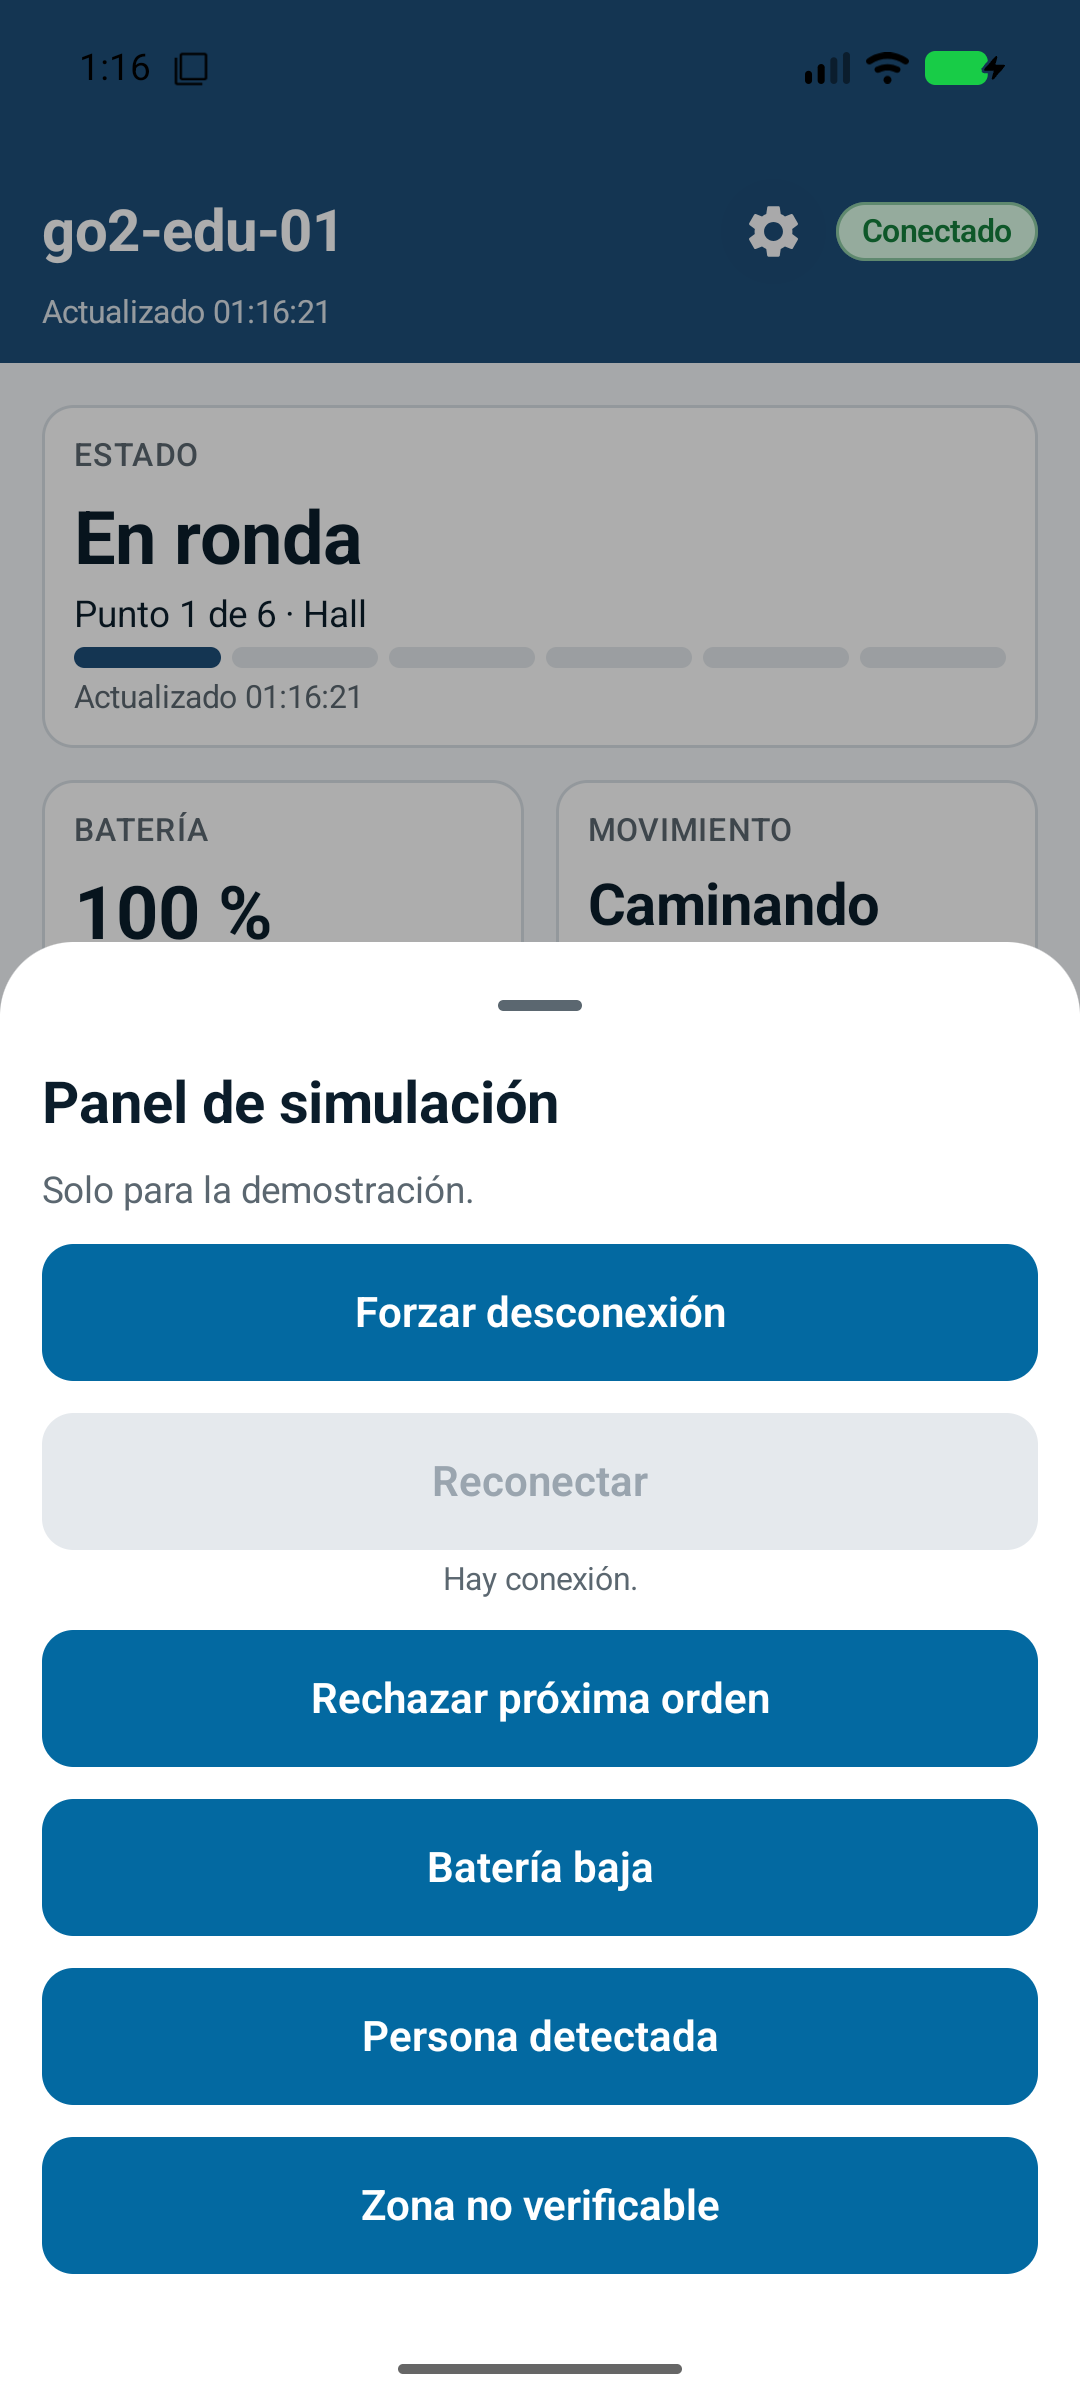 1:16
go2-edu-01
Conectado
Actualizado 01:16:21
ESTADO
En ronda
Punto 1 de 6 · Hall
Actualizado 01:16:21
BATERÍA
MOVIMIENTO
100 %
Caminando
Panel de simulación
Solo para la demostración.
Forzar desconexión
Reconectar
Hay conexión.
Rechazar próxima orden
Batería baja
Persona detectada
Zona no verificable